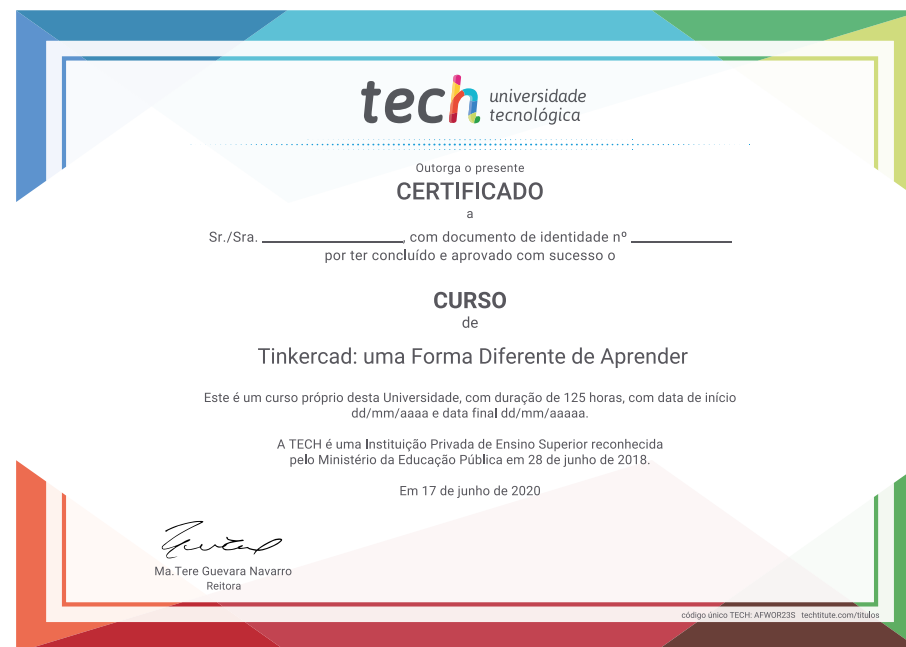 tech universidade
tecnológica
Outorga o presente
CERTIFICADO
a
Sr./Sra. ____________________, com documento de identidade nº ______________
por ter concluído e aprovado com sucesso o
CURSO
de
Tinkercad: uma Forma Diferente de Aprender
Este é um curso próprio desta Universidade, com duração de 125 horas, com data de início
dd/mm/aaaa e data final dd/mm/aaaaa.
A TECH é uma Instituição Privada de Ensino Superior reconhecida
pelo Ministério da Educação Pública em 28 de junho de 2018.
Em 17 de junho de 2020
Ma.Tere Guevara Navarro
Reitora
código único TECH: AFWOR23S techtitute.com/titulos